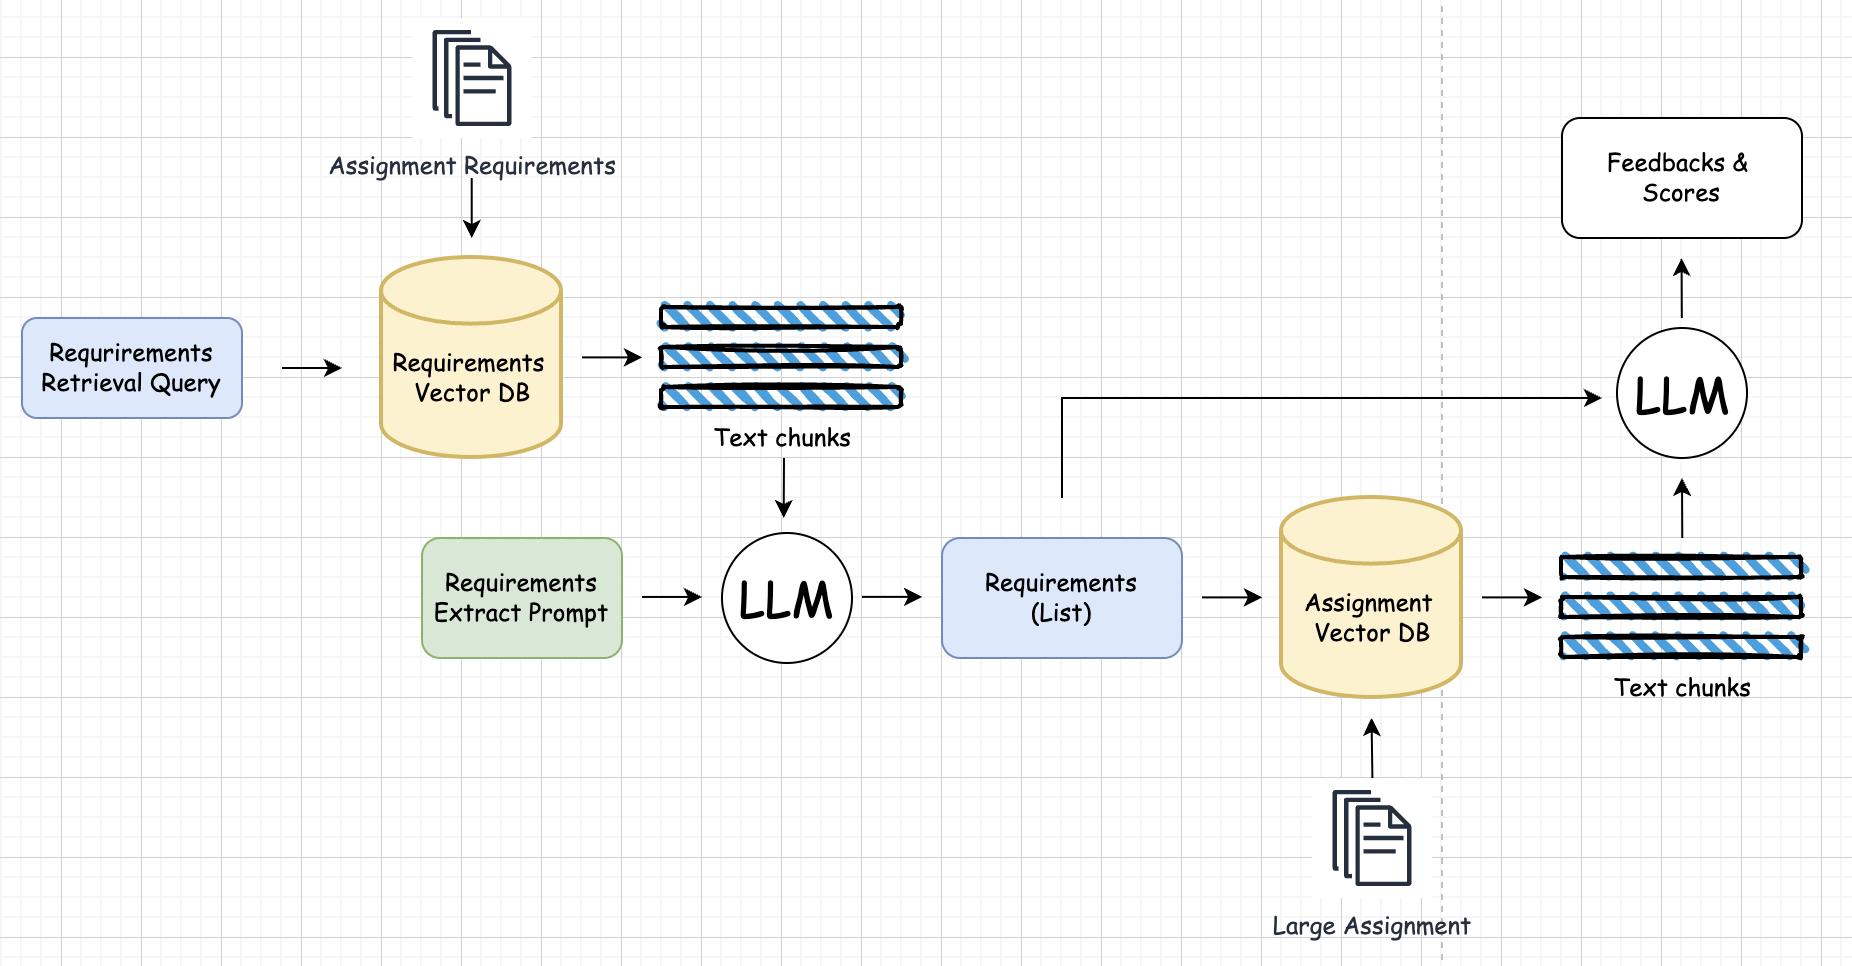 Assignment Requirements
Feedbacks &
Scores
Requrirements
Retrieval Query
Requirements
Vector DB
Text chunks
LLM
Requirements
Extract Prompt
LLM
Requirements
(List)
Assignment
Vector DB
Text chunks
Large Assignment